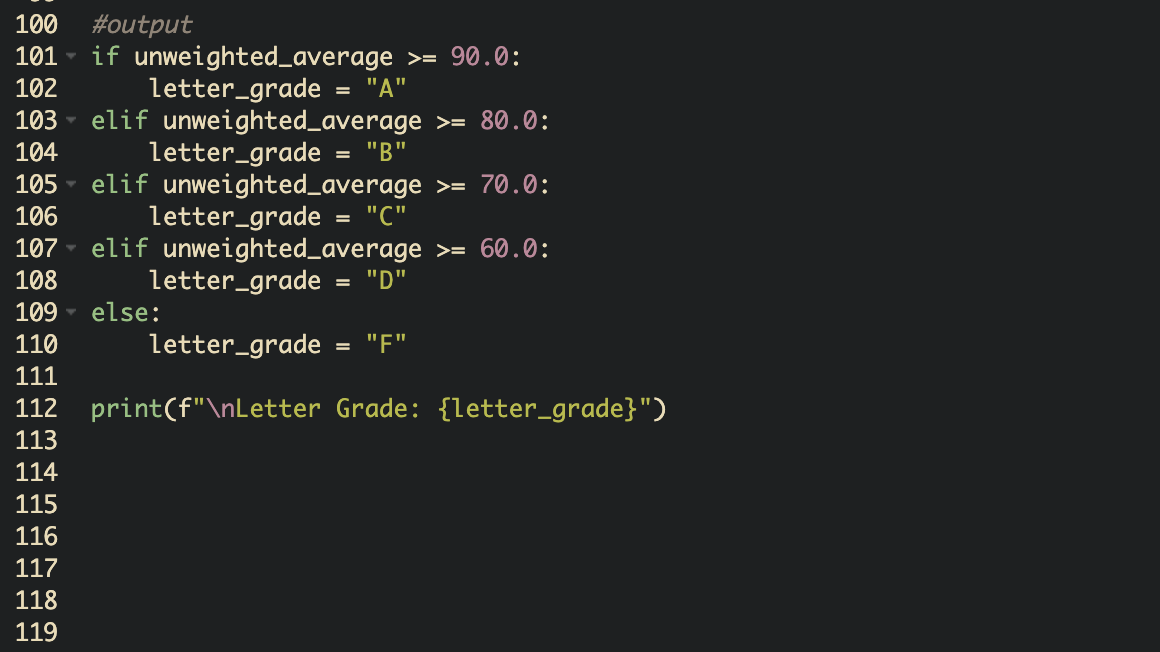 100 #output
101 if unweighted_average >= 90.0:
102     letter_grade = "A"
103 elif unweighted_average >= 80.0:
104     letter_grade = "B"
105 elif unweighted_average >= 70.0:
106     letter_grade = "C"
107 elif unweighted_average >= 60.0:
108     letter_grade = "D"
109 else:
110     letter_grade = "F"
111
112 print(f"\nLetter Grade: {letter_grade}")
113
114
115
116
117
118
119